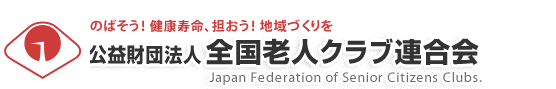 のばそう! 健康寿命、担おう! 地域づくりを
公益財団法人 全国老人クラブ連合会
Japan Federation of Senior Citizens Clubs.